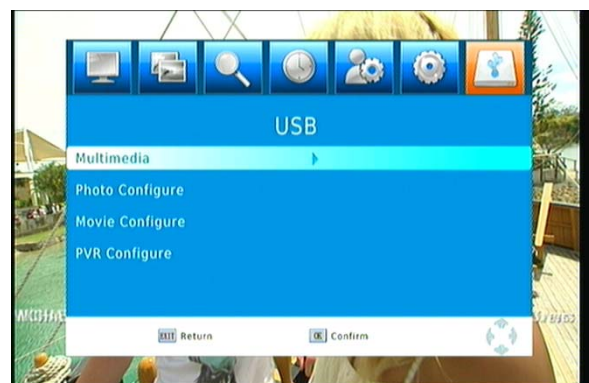 USB
Multimedia
Photo Configure
Movie Configure
PVR Configure
EXIT Return
OK Confirm